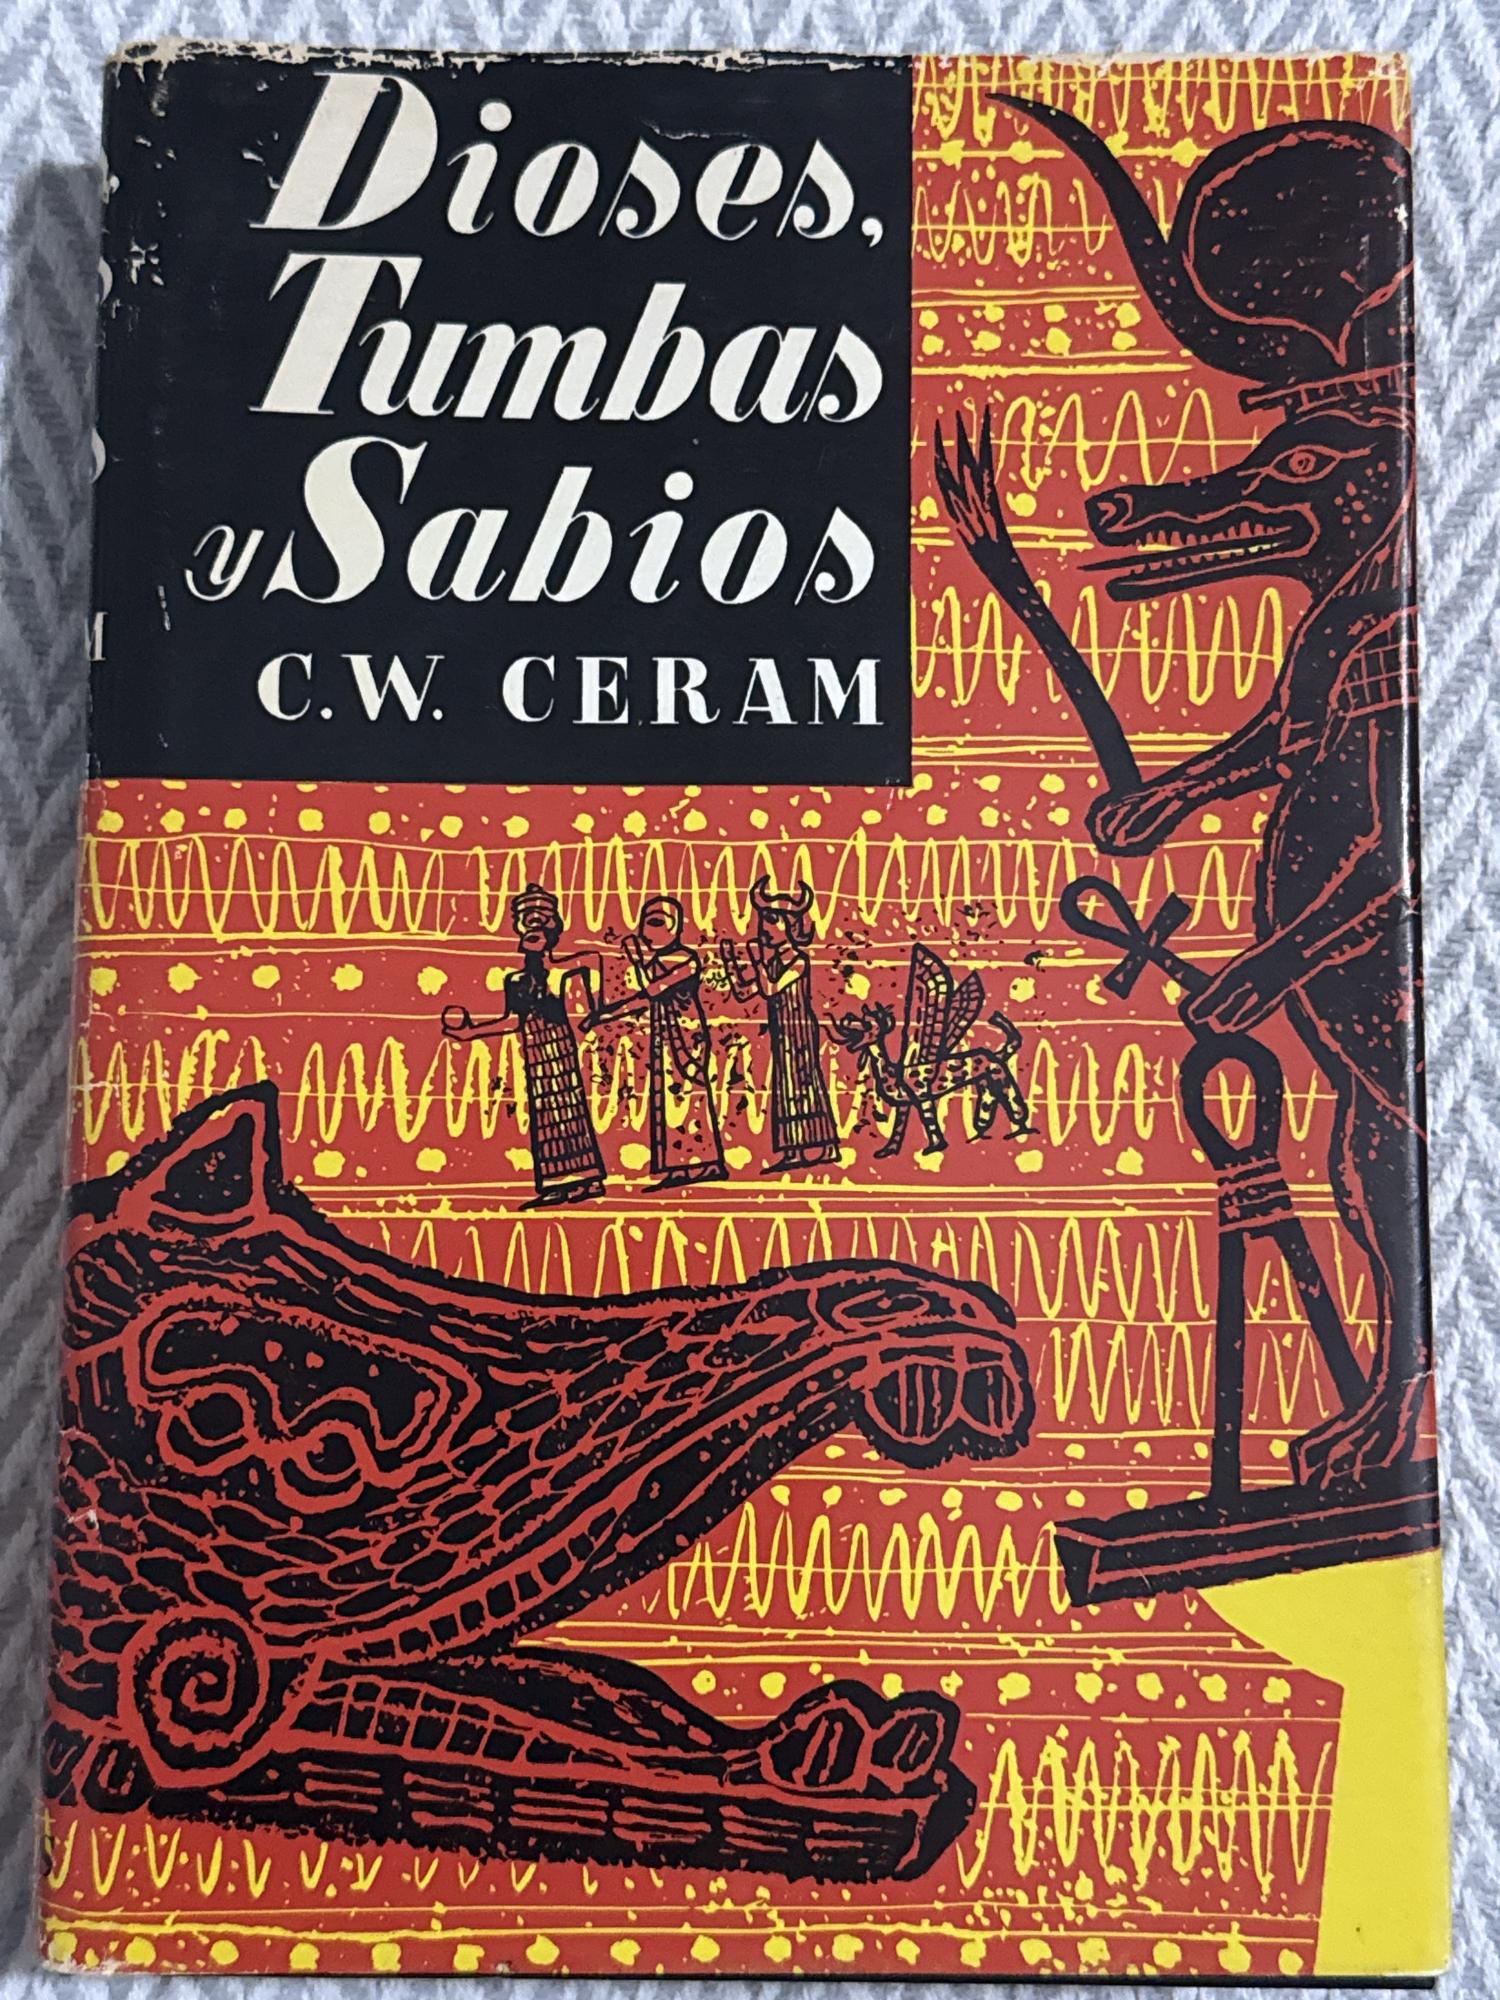 Dioses,
Tumbas
y Sabios
C.W. CERAM